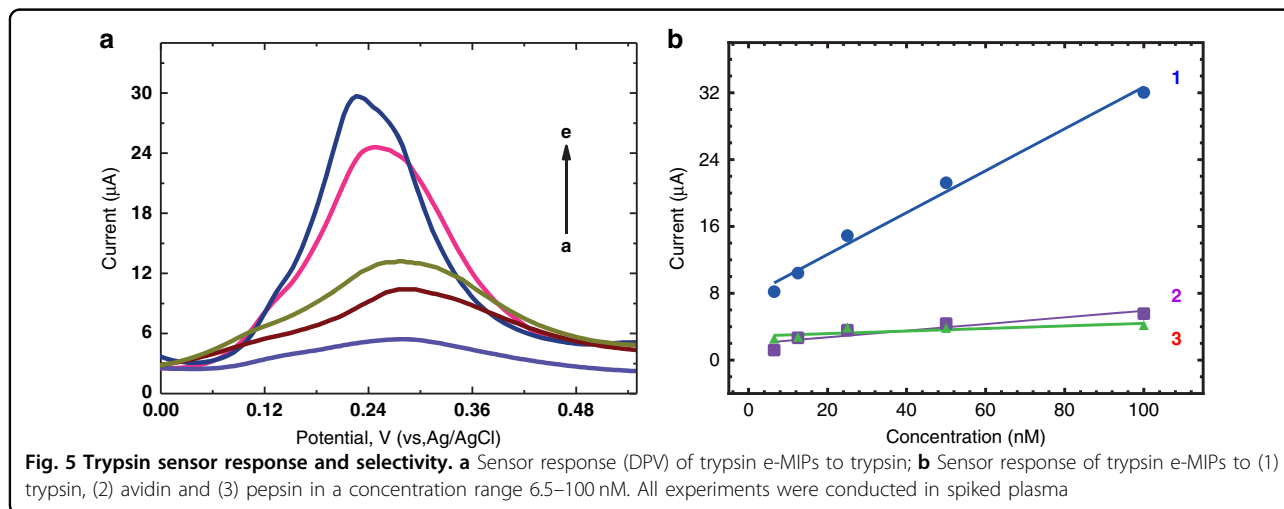 a
30
24
18
12
6
0
Current (µA)
e
a
0.00 0.12 0.24 0.36 0.48
Potential, V (vs,Ag/AgCl)
b
32
24
16
8
0
Current (µA)
1
2
3
0 20 40 60 80 100
Concentration (nM)
Fig. 5 Trypsin sensor response and selectivity. a Sensor response (DPV) of trypsin e-MIPs to trypsin; b Sensor response of trypsin e-MIPs to (1)
trypsin, (2) avidin and (3) pepsin in a concentration range 6.5–100 nM. All experiments were conducted in spiked plasma